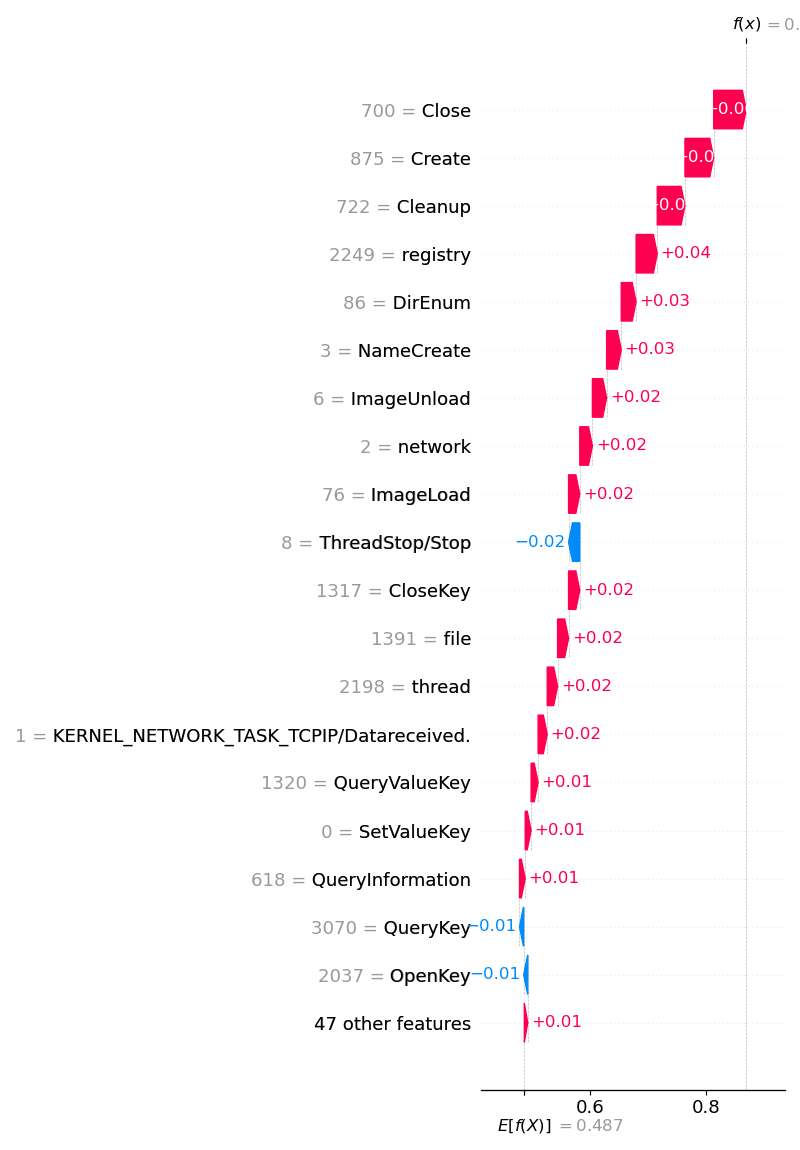 f(x) = 0.
700 = Close
875 = Create
722 = Cleanup
2249 = registry +0.04
86 = DirEnum +0.03
3 = NameCreate +0.03
6 = ImageUnload +0.02
2 = network +0.02
76 = ImageLoad +0.02
8 = ThreadStop/Stop −0.02
1317 = CloseKey +0.02
1391 = file +0.02
2198 = thread +0.02
1 = KERNEL_NETWORK_TASK_TCPIP/Datareceived. +0.02
1320 = QueryValueKey +0.01
0 = SetValueKey +0.01
618 = QueryInformation +0.01
3070 = QueryKey −0.01
2037 = OpenKey −0.01
47 other features +0.01
0.6 0.8
E[f(X)] = 0.487